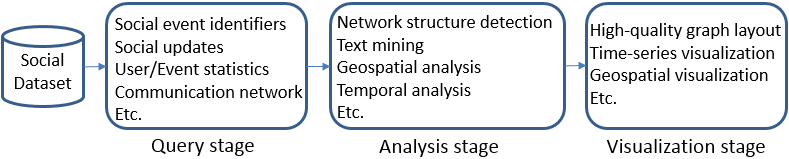 Social
Dataset
Social event identifiers
Social updates
User/Event statistics
Communication network
Etc.
Query stage
Network structure detection
Text mining
Geospatial analysis
Temporal analysis
Etc.
Analysis stage
High-quality graph layout
Time-series visualization
Geospatial visualization
Etc.
Visualization stage